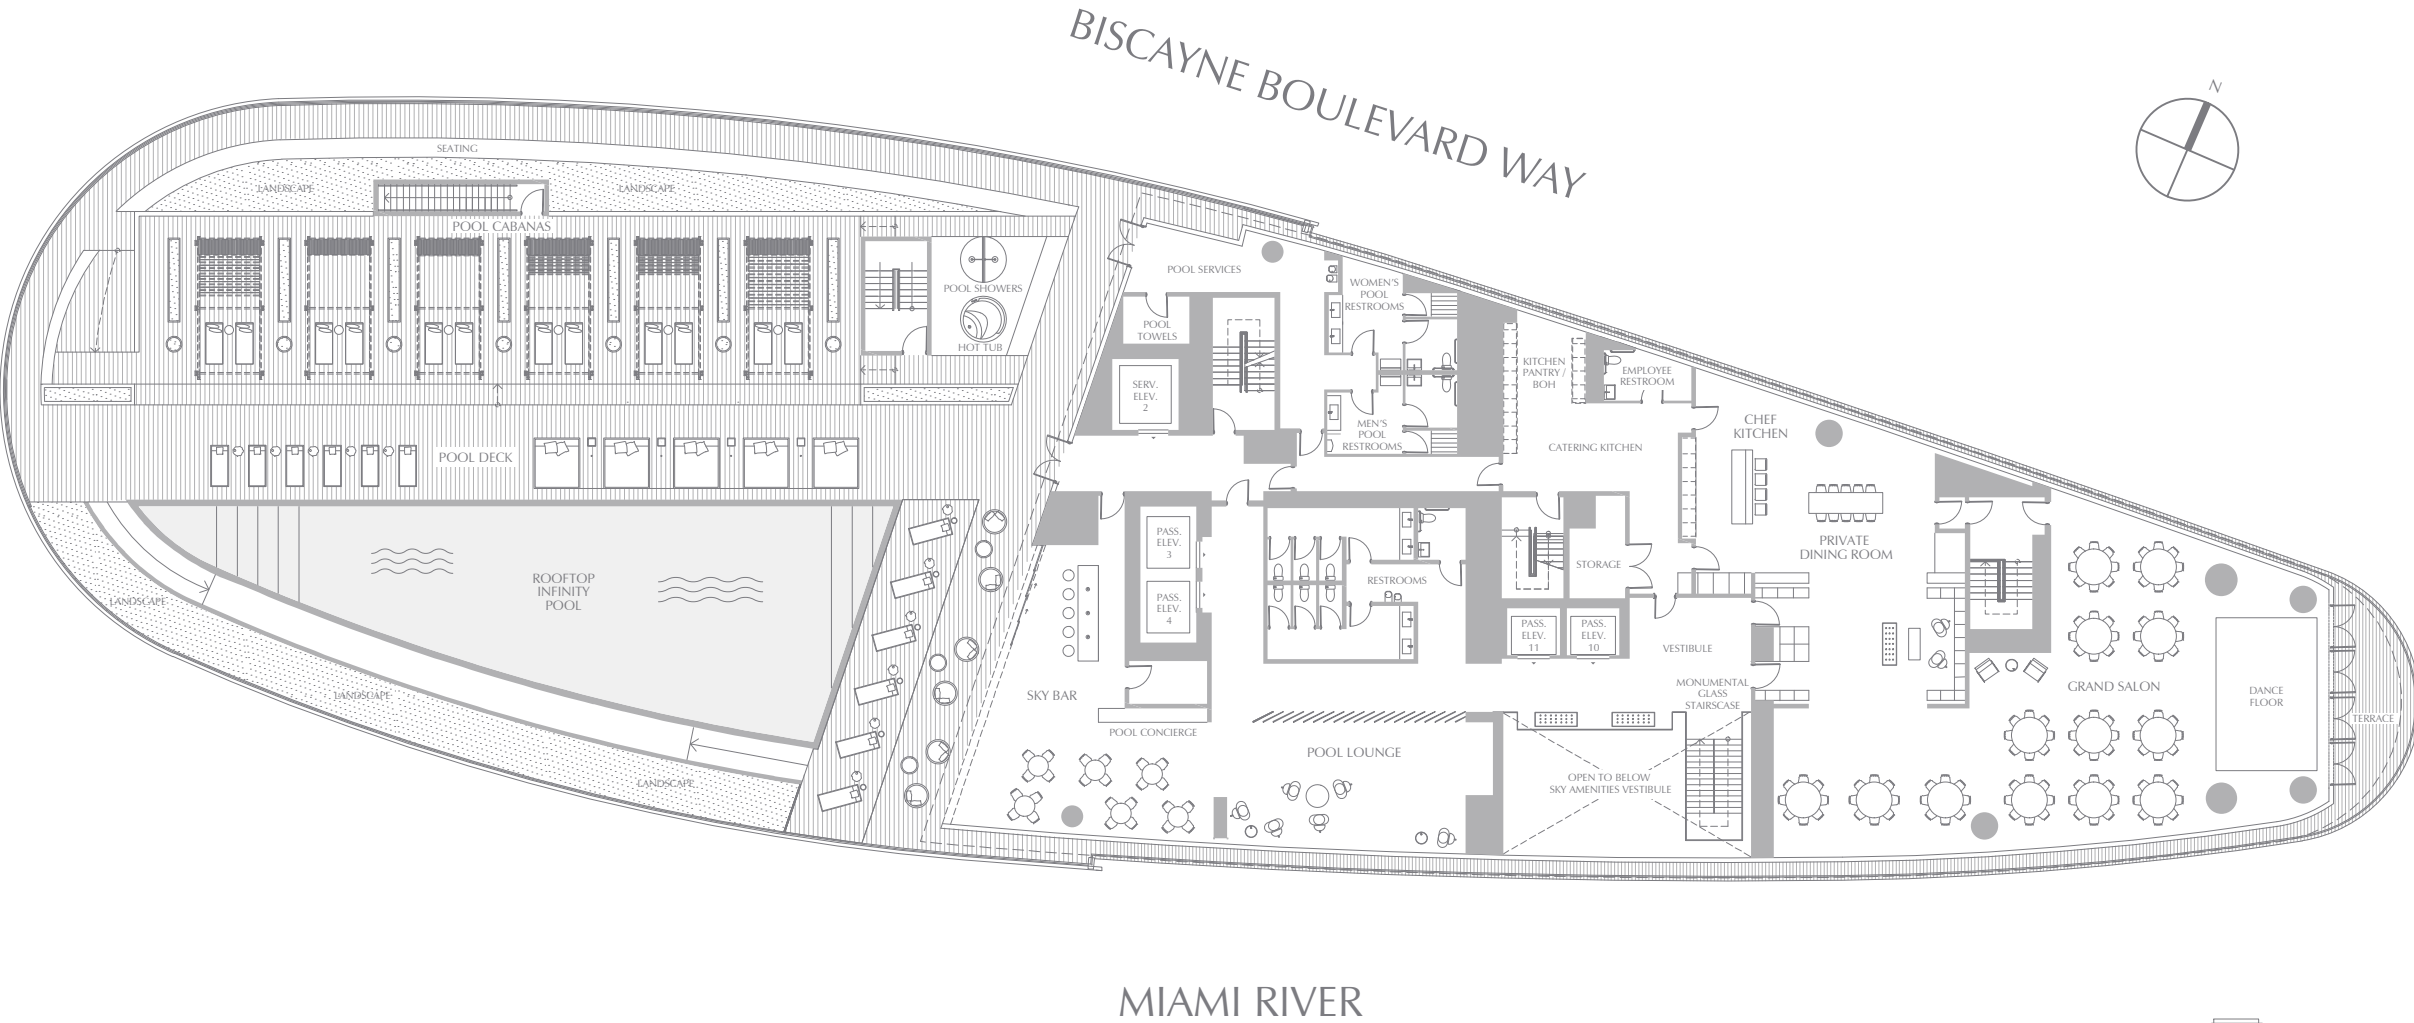 BISCAYNE BOULEVARD WAY
N
SEATING
LANDSCAPE
LANDSCAPE
POOL CABANAS
POOL SHOWERS
HOT TUB
POOL SERVICES
POOL
TOWELS
SERV.
ELEV.
2
WOMEN'S
POOL
RESTROOMS
MEN'S
POOL
RESTROOMS
KITCHEN
PANTRY /
BOH
EMPLOYEE
RESTROOM
CATERING KITCHEN
CHEF
KITCHEN
PRIVATE
DINING ROOM
POOL DECK
ROOFTOP
INFINITY
POOL
LANDSCAPE
LANDSCAPE
LANDSCAPE
PASS.
ELEV.
3
PASS.
ELEV.
4
RESTROOMS
STORAGE
PASS.
ELEV.
11
PASS.
ELEV.
10
VESTIBULE
MONUMENTAL
GLASS
STAIRSCASE
SKY BAR
POOL CONCIERGE
POOL LOUNGE
OPEN TO BELOW
SKY AMENITIES VESTIBULE
GRAND SALON
DANCE
FLOOR
TERRACE
MIAMI RIVER